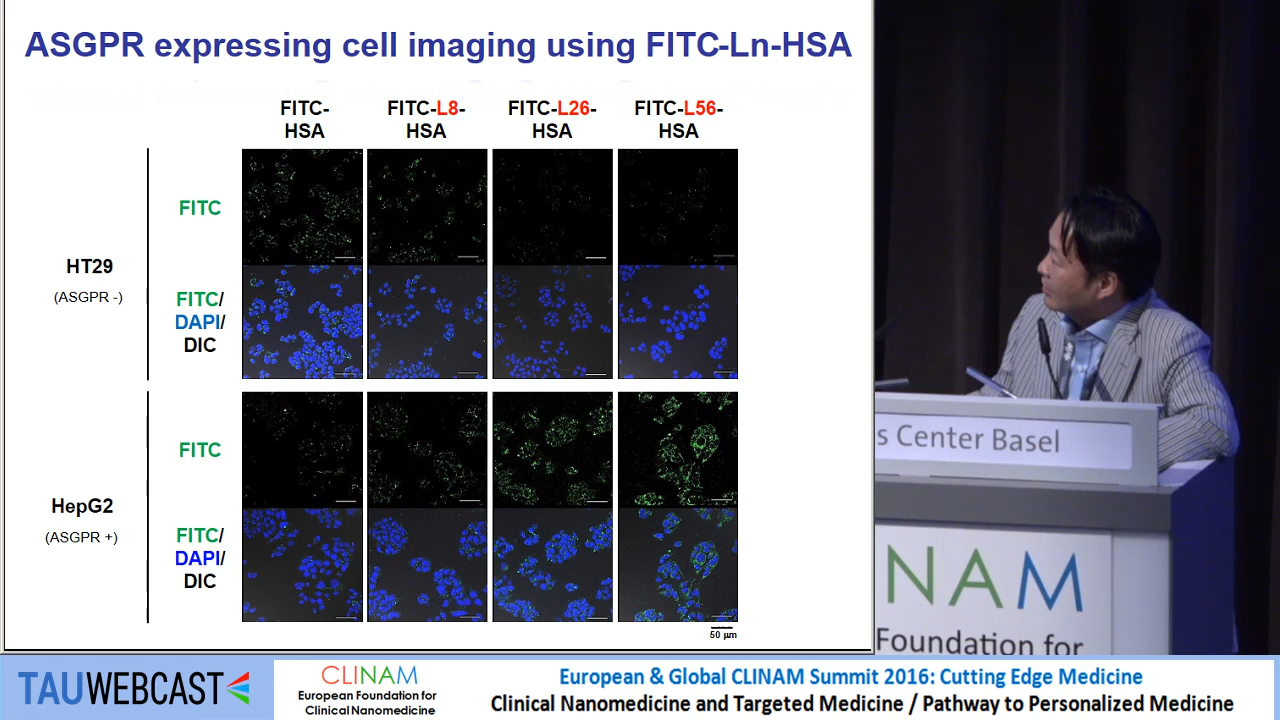 ASGPR expressing cell imaging using FITC-Ln-HSA
FITC-
HSA
FITC-L8-
HSA
FITC-L26-
HSA
FITC-L56-
HSA
HT29
(ASGPR -)
FITC
FITC/
DAPI/
DIC
HepG2
(ASGPR +)
FITC
FITC/
DAPI/
DIC
50 µm
s Center Basel
NAM
Foundation for
TAUWEBCAST
CLINAM
European Foundation for
Clinical Nanomedicine
European & Global CLINAM Summit 2016: Cutting Edge Medicine
Clinical Nanomedicine and Targeted Medicine / Pathway to Personalized Medicine